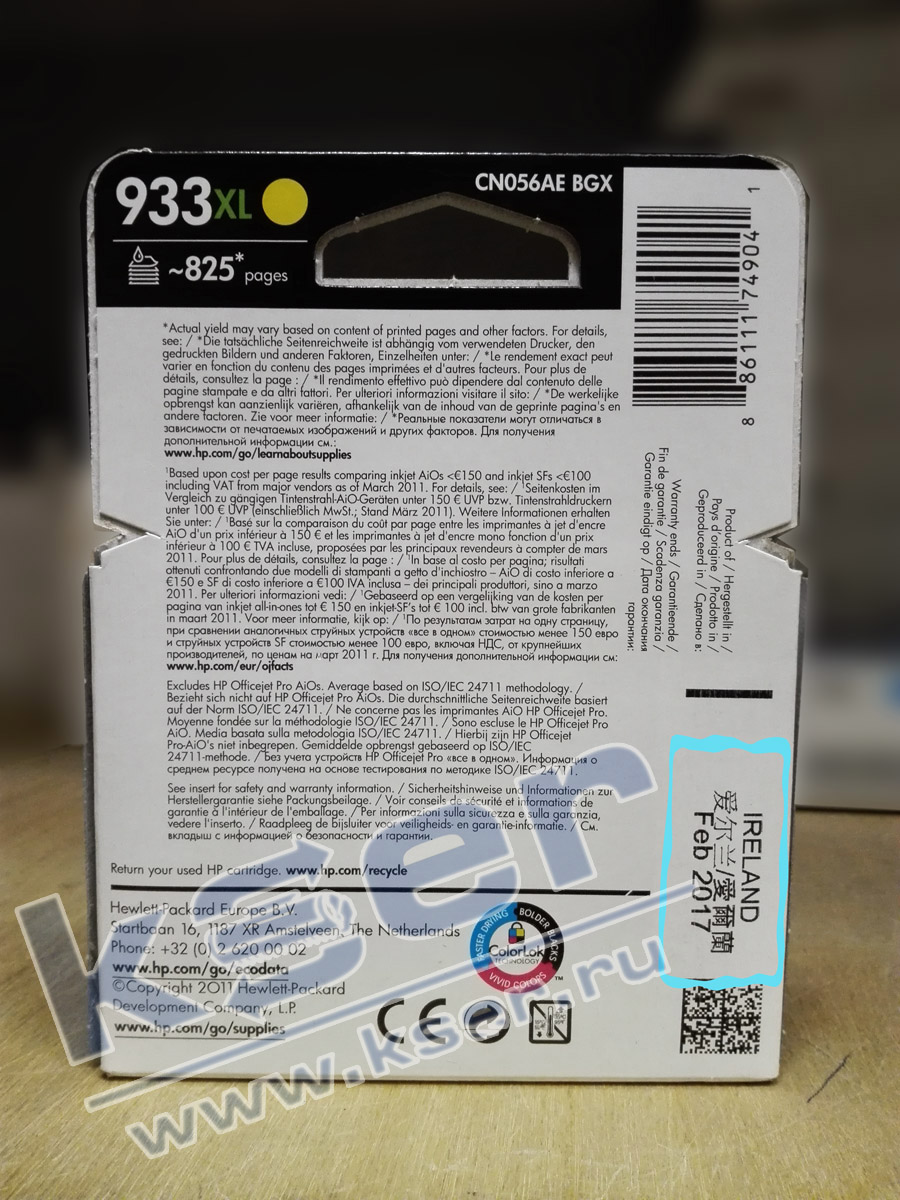 933XL
CN056AE BGX
~825* pages
1
8 86111 74904
8
*Actual yield may vary based on content of printed pages and other factors. For details,
see: / *Die tatsächliche Seitenreichweite ist abhängig vom verwendeten Drucker, den
gedruckten Bildern und anderen Faktoren, Einzelheiten unter: / *Le rendement exact peut
varier en fonction du contenu des pages imprimées et d'autres facteurs. Pour plus de
détails, consultez la page : / *Il rendimento effettivo può dipendere dal contenuto delle
pagine stampate e da altri fattori. Per ulteriori informazioni visitare il sito: / *De werkelijke
opbrengst kan aanzienlijk variëren, afhankelijk van de inhoud van de geprinte pagina's en
andere factoren. Zie voor meer informatie: / *Реальные показатели могут отличаться в
зависимости от печатаемых изображений и других факторов. Для получения
дополнительной информации см.:
www.hp.com/go/learnaboutsupplies
¹Based upon cost per page results comparing inkjet AiOs <€150 and inkjet SFs <€100
including VAT from major vendors as of March 2011. For details, see: / ¹Seitenkosten im
Vergleich zu gängigen Tintenstrahl-AiO-Geräten unter 150 € UVP bzw. Tintenstrahldruckern
unter 100 € UVP (einschließlich MwSt.; Stand März 2011). Weitere Informationen erhalten
Sie unter: / ¹Basé sur la comparaison du coût par page entre les imprimantes à jet d'encre
AiO d'un prix inférieur à 150 € et les imprimantes à jet d'encre mono fonction d'un prix
inférieur à 100 € TVA incluse, proposées par les principaux revendeurs à compter de mars
2011. Pour plus de détails, consultez la page : / ¹In base al costo per pagina; risultati
ottenuti confrontando due modelli di stampanti a getto d'inchiostro – AiO di costo inferiore a
€150 e SF di costo inferiore a €100 IVA inclusa – dei principali produttori, sino a marzo
2011. Per ulteriori informazioni vedi: / ¹Gebaseerd op een vergelijking van de kosten per
pagina van inkjet all-in-ones tot € 150 en inkjet-SF's tot € 100 incl. btw van grote fabrikanten
in maart 2011. Voor meer informatie, kijk op: / ¹По результатам затрат на одну страницу,
при сравнении аналогичных струйных устройств «все в одном» стоимостью менее 150 евро
и струйных устройств SF стоимостью менее 100 евро, включая НДС, от крупнейших
производителей, по ценам на март 2011 г. Для получения дополнительной информации см:
www.hp.com/eur/ojfacts
Excludes HP Officejet Pro AiOs. Average based on ISO/IEC 24711 methodology. /
Bezieht sich nicht auf HP Officejet Pro AiOs. Die durchschnittliche Seitenreichweite basiert
auf der Norm ISO/IEC 24711. / Ne concerne pas les imprimantes AiO HP Officejet Pro.
Moyenne fondée sur la méthodologie ISO/IEC 24711. / Sono escluse le HP Officejet Pro
AiO. Media basata sulla metodologia ISO/IEC 24711. / Hierbij zijn HP Officejet
Pro-AiO's niet inbegrepen. Gemiddelde opbrengst gebaseerd op ISO/IEC
24711-methode. / Без учета устройств HP Officejet Pro «все в одном». Информация о
среднем ресурсе получена на основе тестирования по методике ISO/IEC 24711.
See insert for safety and warranty information. / Sicherheitshinweise und Informationen zur
Herstellergarantie siehe Packungsbeilage. / Voir conseils de sécurité et informations de
garantie à l'intérieur de l'emballage. / Per informazioni sulla sicurezza e sulla garanzia,
vedere l'inserto. / Raadpleeg de bijsluiter voor veiligheids- en garantie-informatie. / См.
вкладыш с информацией о безопасности и гарантии.
Return your used HP cartridge. www.hp.com/recycle
Hewlett-Packard Europe B.V.
Startbaan 16, 1187 XR Amstelveen, The Netherlands
Phone: +32 (0) 2 620 00 02
www.hp.com/go/ecodata
©Copyright 2011 Hewlett-Packard
Development Company, L.P.
www.hp.com/go/supplies
FASTER DRYING BOLDER BLACKS
ColorLok
TECHNOLOGY
VIVID COLORS ™
CE
Product of / Hergestellt in /
Pays d'origine / Prodotto in /
Geproduceerd in / Сделано в:
Warranty ends / Garantieende /
Fin de garantie / Scadenza garanzia /
Garantie eindigt op / Дата окончания
гарантии:
IRELAND
爱尔兰/愛爾蘭
Feb 2017
kser
www.kser.ru